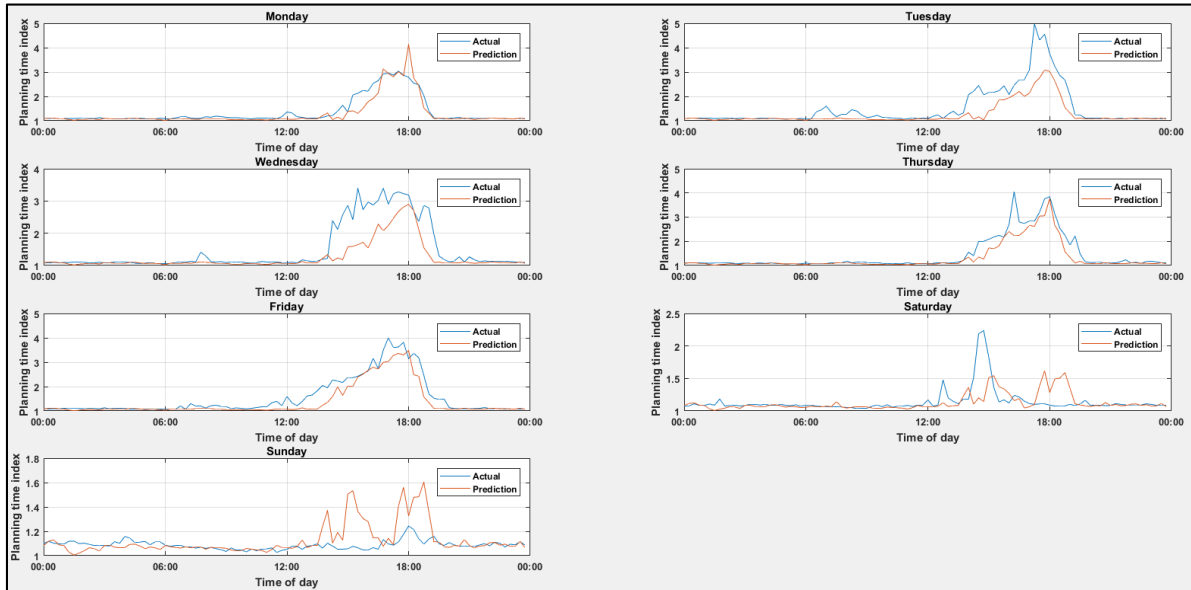 Monday
Planning time index
5
4
3
2
1
Actual
Prediction
00:00 06:00 12:00 18:00 00:00
Time of day
Tuesday
Planning time index
5
4
3
2
1
Actual
Prediction
00:00 06:00 12:00 18:00 00:00
Time of day
Wednesday
Planning time index
4
3
2
1
Actual
Prediction
00:00 06:00 12:00 18:00 00:00
Time of day
Thursday
Planning time index
5
4
3
2
1
Actual
Prediction
00:00 06:00 12:00 18:00 00:00
Time of day
Friday
Planning time index
5
4
3
2
1
Actual
Prediction
00:00 06:00 12:00 18:00 00:00
Time of day
Saturday
Planning time index
2.5
2
1.5
1
Actual
Prediction
00:00 06:00 12:00 18:00 00:00
Time of day
Sunday
Planning time index
1.8
1.6
1.4
1.2
1
Actual
Prediction
00:00 06:00 12:00 18:00 00:00
Time of day